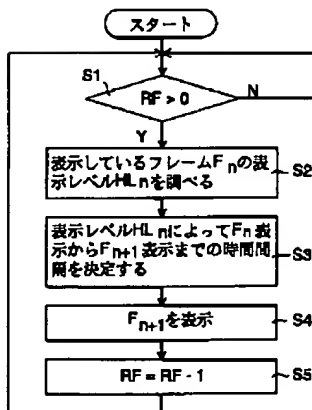 スタート
S1
RF > 0
N
Y
表示しているフレームFnの表
示レベルHLnを調べる
S2
表示レベルHLnによってFn表
示からFn+1表示までの時間間
隔を決定する
S3
Fn+1を表示
S4
RF = RF - 1
S5